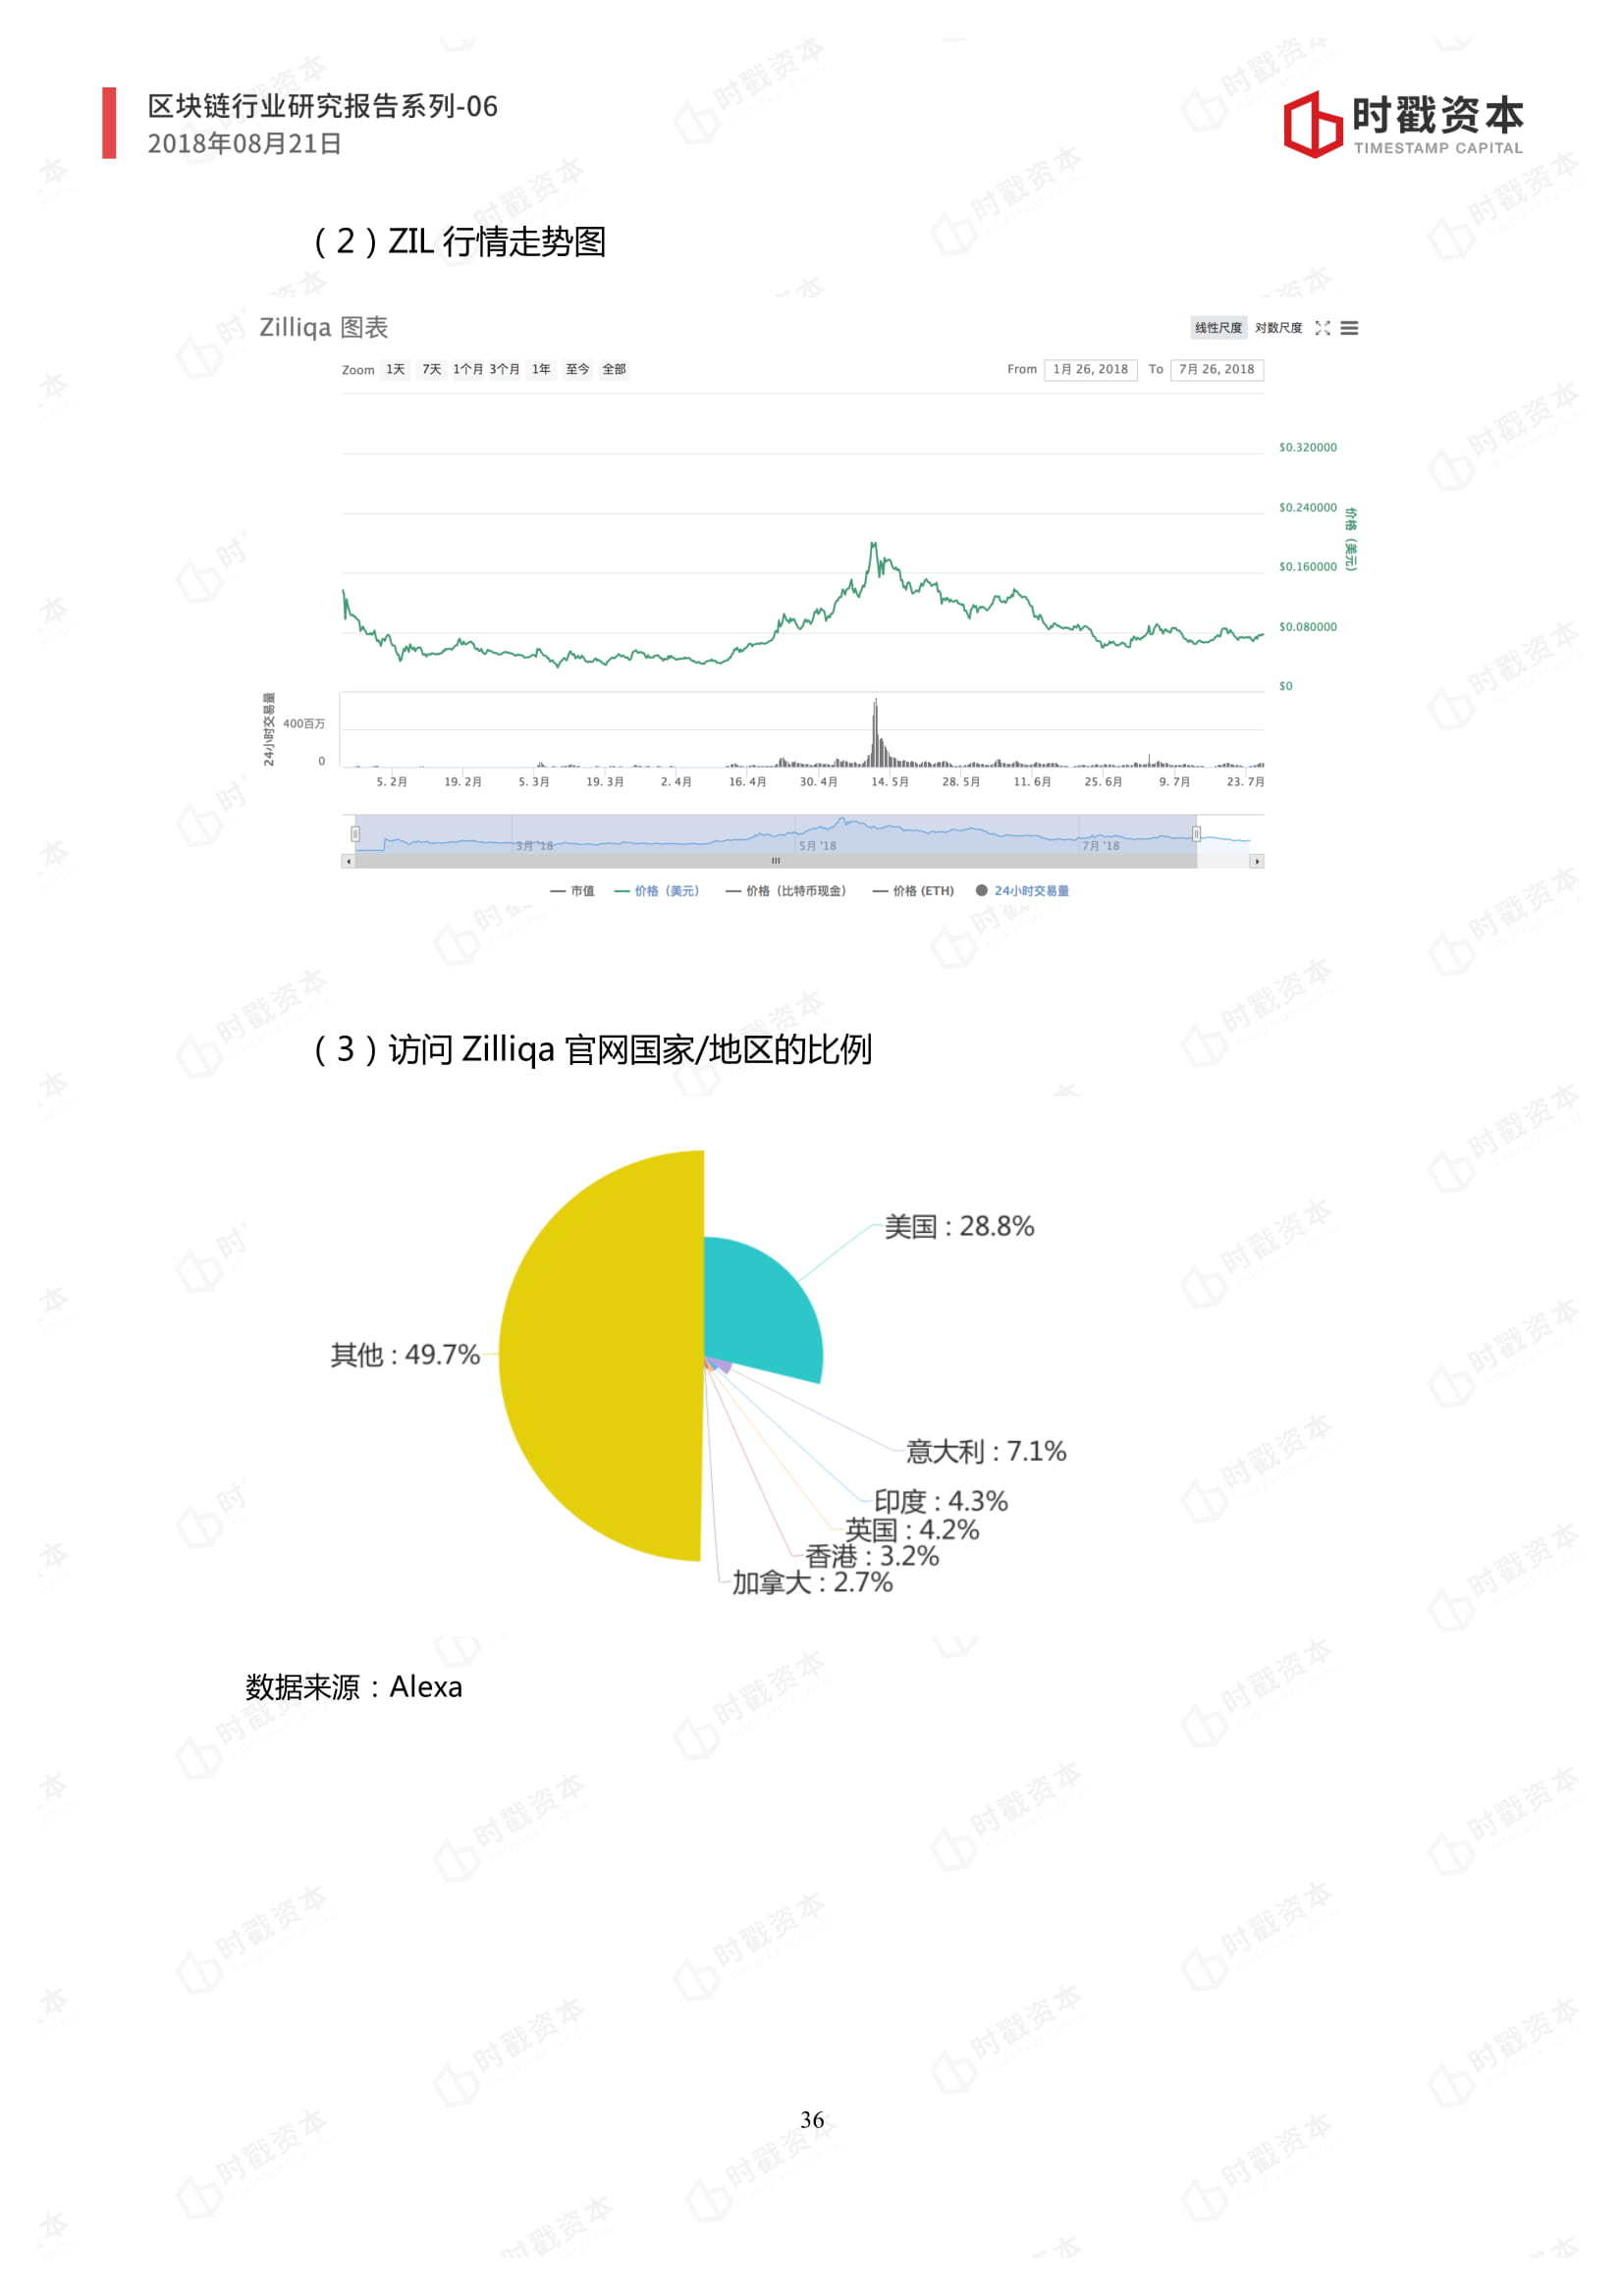 区块链行业研究报告系列-06
2018年08月21日
时戳资本
TIMESTAMP CAPITAL
（2）ZIL 行情走势图
Zilliqa 图表
线性尺度 对数尺度
Zoom 1天 7天 1个月 3个月 1年 至今 全部
From 1月 26, 2018 To 7月 26, 2018
$0.320000
$0.240000
$0.160000
$0.080000
$0
价格（美元）
24小时交易量
400百万
0
5. 2月 19. 2月 5. 3月 19. 3月 2. 4月 16. 4月 30. 4月 14. 5月 28. 5月 11. 6月 25. 6月 9. 7月 23. 7月
3月 '18 5月 '18 7月 '18
市值 价格（美元） 价格（比特币现金） 价格 (ETH) 24小时交易量
（3）访问 Zilliqa 官网国家/地区的比例
美国 : 28.8%
其他 : 49.7%
意大利 : 7.1%
印度 : 4.3%
英国 : 4.2%
香港 : 3.2%
加拿大 : 2.7%
数据来源：Alexa
36